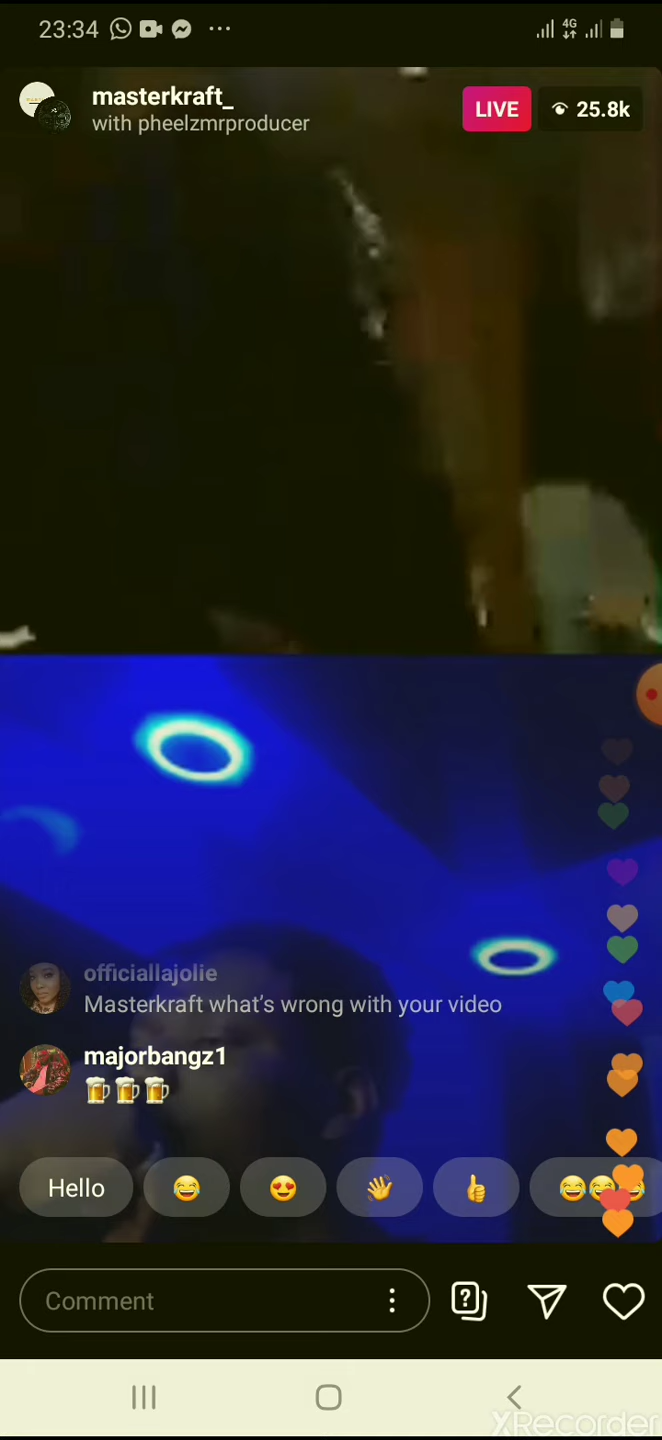 23:34
4G
masterkraft_
with pheelzmrproducer
LIVE
25.8k
officiallajolie
Masterkraft what's wrong with your video
majorbangz1
Hello
Comment
XRecorder